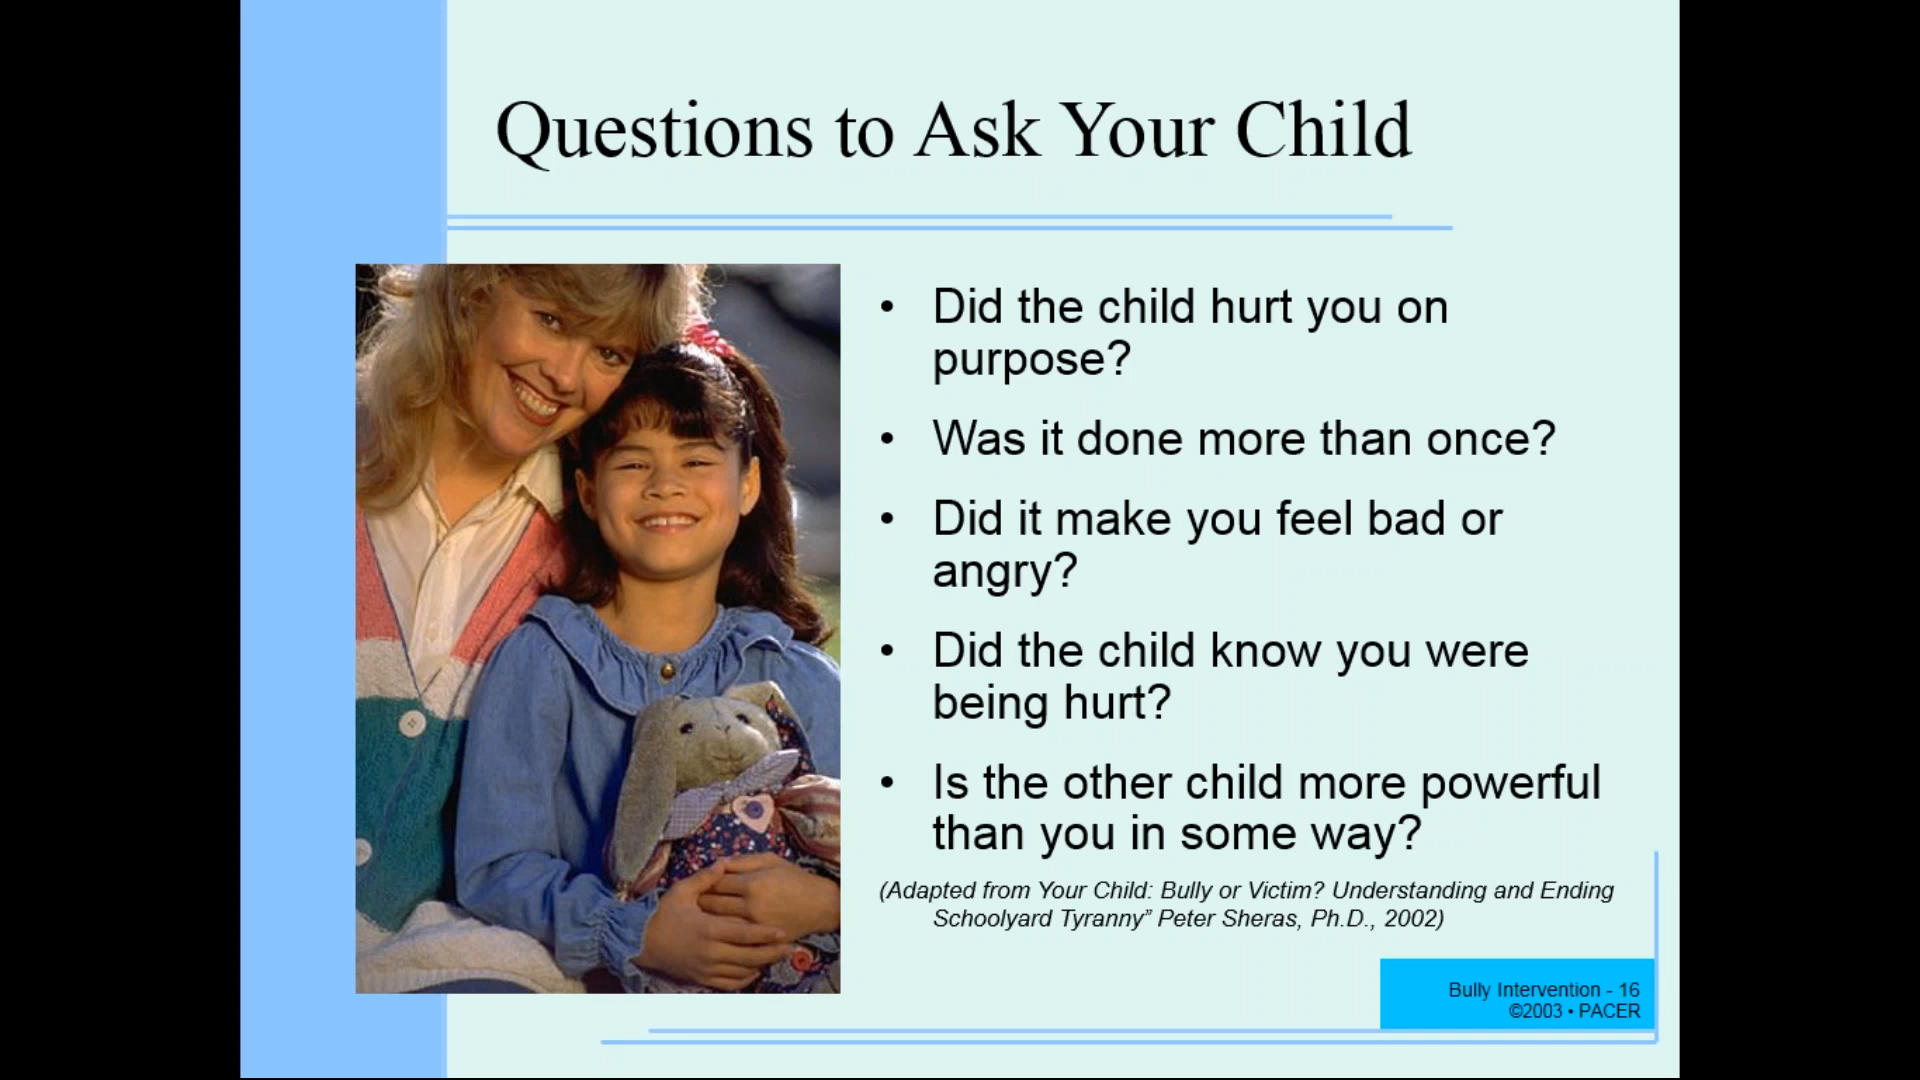 Questions to Ask Your Child
• Did the child hurt you on
purpose?
• Was it done more than once?
• Did it make you feel bad or
angry?
• Did the child know you were
being hurt?
• Is the other child more powerful
than you in some way?
(Adapted from Your Child: Bully or Victim? Understanding and Ending
Schoolyard Tyranny” Peter Sheras, Ph.D., 2002)
Bully Intervention - 16
©2003 • PACER